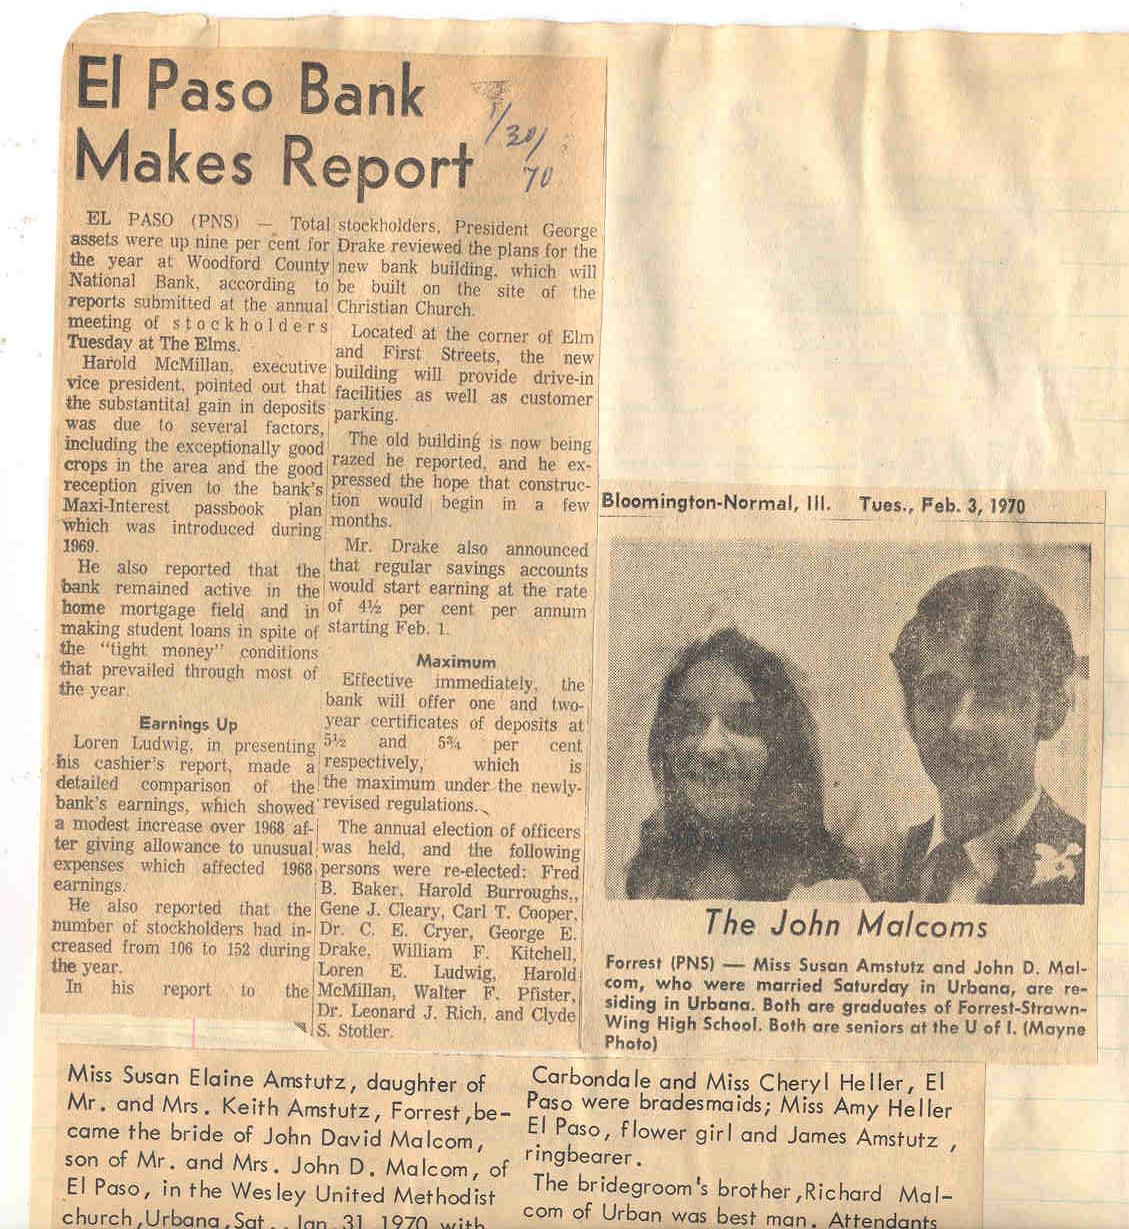 El Paso Bank
Makes Report
1/30/
70
EL PASO (PNS) — Total
assets were up nine per cent for
the year at Woodford County
National Bank, according to
reports submitted at the annual
meeting of stockholders
Tuesday at The Elms.
Harold McMillan, executive
vice president, pointed out that
the substantital gain in deposits
was due to several factors,
including the exceptionally good
crops in the area and the good
reception given to the bank's
Maxi-Interest passbook plan
which was introduced during
1969.
He also reported that the
bank remained active in the
home mortgage field and in
making student loans in spite of
the "tight money" conditions
that prevailed through most of
the year.
Earnings Up
Loren Ludwig, in presenting
his cashier's report, made a
detailed comparison of the
bank's earnings, which showed
a modest increase over 1968 af-
ter giving allowance to unusual
expenses which affected 1968
earnings.
He also reported that the
number of stockholders had in-
creased from 106 to 152 during
the year.
In his report to the
stockholders, President George
Drake reviewed the plans for the
new bank building, which will
be built on the site of the
Christian Church.
Located at the corner of Elm
and First Streets, the new
building will provide drive-in
facilities as well as customer
parking.
The old building is now being
razed he reported, and he ex-
pressed the hope that construc-
tion would begin in a few
months.
Mr. Drake also announced
that regular savings accounts
would start earning at the rate
of 4½ per cent per annum
starting Feb. 1.
Maximum
Effective immediately, the
bank will offer one and two-
year certificates of deposits at
5½ and 5¾ per cent
respectively, which is
the maximum under the newly-
revised regulations.
The annual election of officers
was held, and the following
persons were re-elected: Fred
B. Baker, Harold Burroughs,,
Gene J. Cleary, Carl T. Cooper,
Dr. C. E. Cryer, George E.
Drake, William F. Kitchell,
Loren E. Ludwig, Harold
McMillan, Walter F. Pfister,
Dr. Leonard J. Rich, and Clyde
S. Stotler.
Bloomington-Normal, Ill. Tues., Feb. 3, 1970
The John Malcoms
Forrest (PNS) — Miss Susan Amstutz and John D. Mal-
com, who were married Saturday in Urbana, are re-
siding in Urbana. Both are graduates of Forrest-Strawn-
Wing High School. Both are seniors at the U of I. (Mayne
Photo)
Miss Susan Elaine Amstutz, daughter of
Mr. and Mrs. Keith Amstutz, Forrest ,be-
came the bride of John David Malcom,
son of Mr. and Mrs. John D. Malcom, of
El Paso, in the Wesley United Methodist
church ,Urbana ,Sat., Jan. 31, 1970 with
Carbondale and Miss Cheryl Heller, El
Paso were bradesmaids; Miss Amy Heller
El Paso, flower girl and James Amstutz ,
ringbearer.
The bridegroom's brother ,Richard Mal-
com of Urban was best man. Attendants